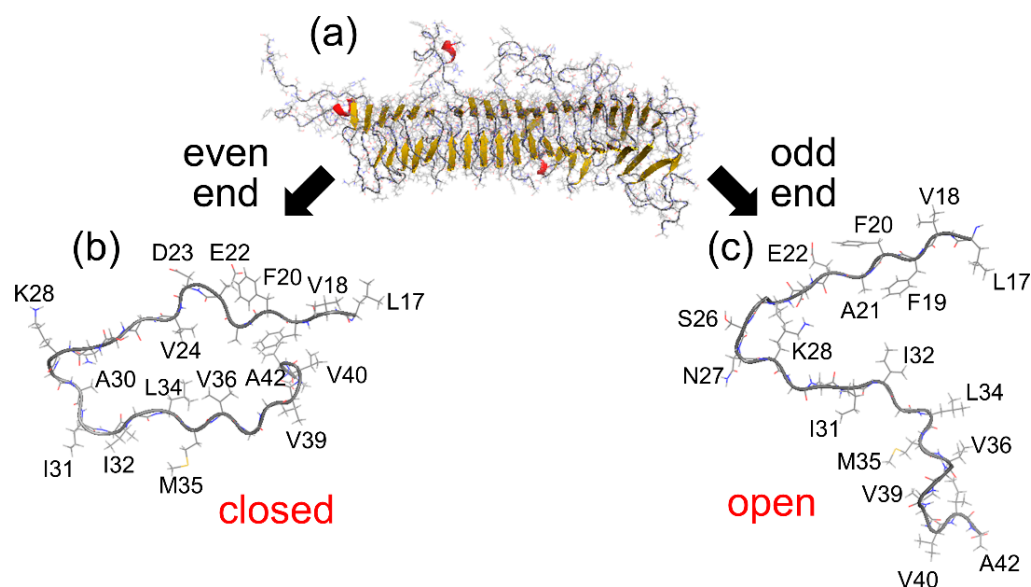 (a)
even
end
odd
end
(b)
D23
E22
F20
V18
L17
K28
V24
A30
L34
V36
A42
V40
I31
I32
M35
V39
closed
(c)
V18
F20
E22
L17
A21
F19
S26
K28
N27
I32
I31
L34
M35
V36
V39
V40
A42
open